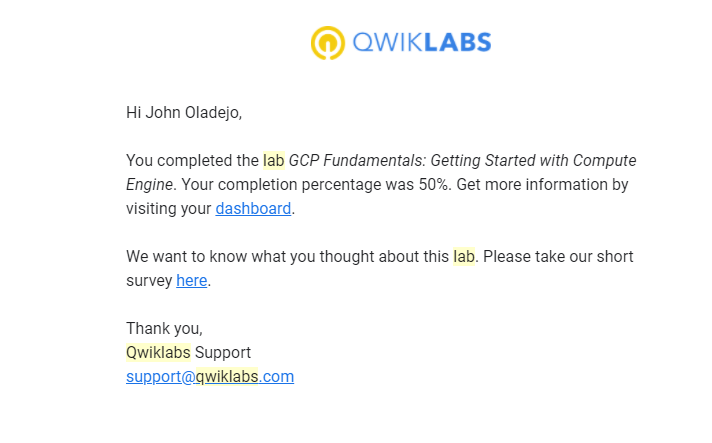 QWIKLABS
Hi John Oladejo,
You completed the lab GCP Fundamentals: Getting Started with Compute
Engine. Your completion percentage was 50%. Get more information by
visiting your dashboard.
We want to know what you thought about this lab. Please take our short
survey here.
Thank you,
Qwiklabs Support
support@qwiklabs.com